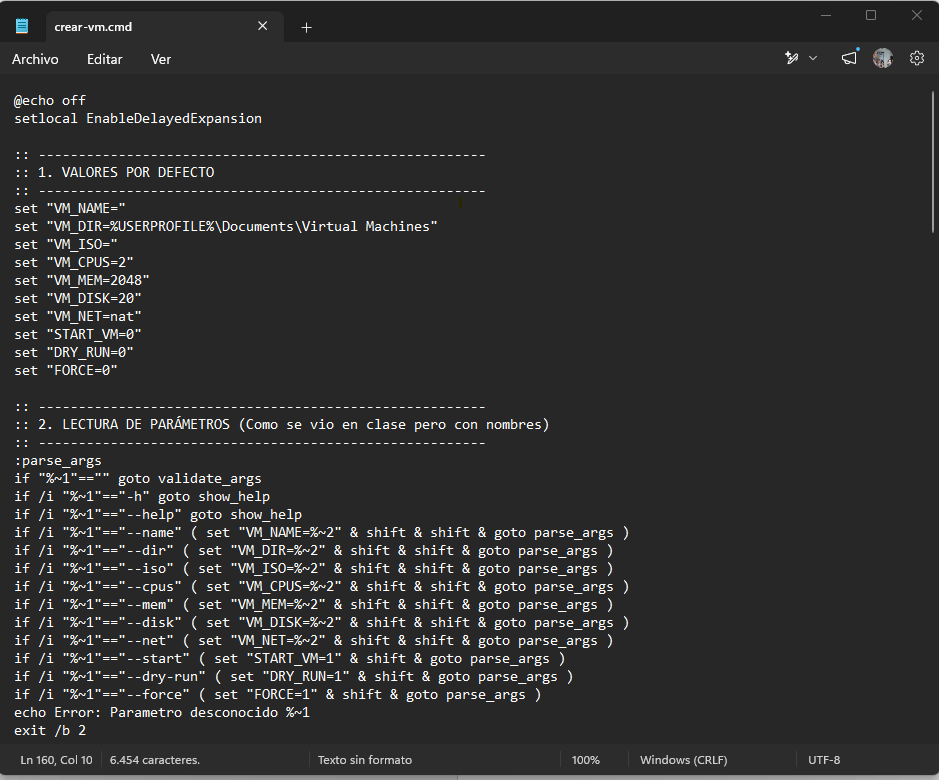 crear-vm.cmd
Archivo Editar Ver
@echo off
setlocal EnableDelayedExpansion
:: --------------------------------------------------------
:: 1. VALORES POR DEFECTO
:: --------------------------------------------------------
set "VM_NAME="
set "VM_DIR=%USERPROFILE%\Documents\Virtual Machines"
set "VM_ISO="
set "VM_CPUS=2"
set "VM_MEM=2048"
set "VM_DISK=20"
set "VM_NET=nat"
set "START_VM=0"
set "DRY_RUN=0"
set "FORCE=0"
:: --------------------------------------------------------
:: 2. LECTURA DE PARÁMETROS (Como se vio en clase pero con nombres)
:: --------------------------------------------------------
:parse_args
if "%~1"=="" goto validate_args
if /i "%~1"=="-h" goto show_help
if /i "%~1"=="--help" goto show_help
if /i "%~1"=="--name" ( set "VM_NAME=%~2" & shift & shift & goto parse_args )
if /i "%~1"=="--dir" ( set "VM_DIR=%~2" & shift & shift & goto parse_args )
if /i "%~1"=="--iso" ( set "VM_ISO=%~2" & shift & shift & goto parse_args )
if /i "%~1"=="--cpus" ( set "VM_CPUS=%~2" & shift & shift & goto parse_args )
if /i "%~1"=="--mem" ( set "VM_MEM=%~2" & shift & shift & goto parse_args )
if /i "%~1"=="--disk" ( set "VM_DISK=%~2" & shift & shift & goto parse_args )
if /i "%~1"=="--net" ( set "VM_NET=%~2" & shift & shift & goto parse_args )
if /i "%~1"=="--start" ( set "START_VM=1" & shift & goto parse_args )
if /i "%~1"=="--dry-run" ( set "DRY_RUN=1" & shift & goto parse_args )
if /i "%~1"=="--force" ( set "FORCE=1" & shift & goto parse_args )
echo Error: Parametro desconocido %~1
exit /b 2
Ln 160, Col 10 6.454 caracteres. Texto sin formato 100% Windows (CRLF) UTF-8